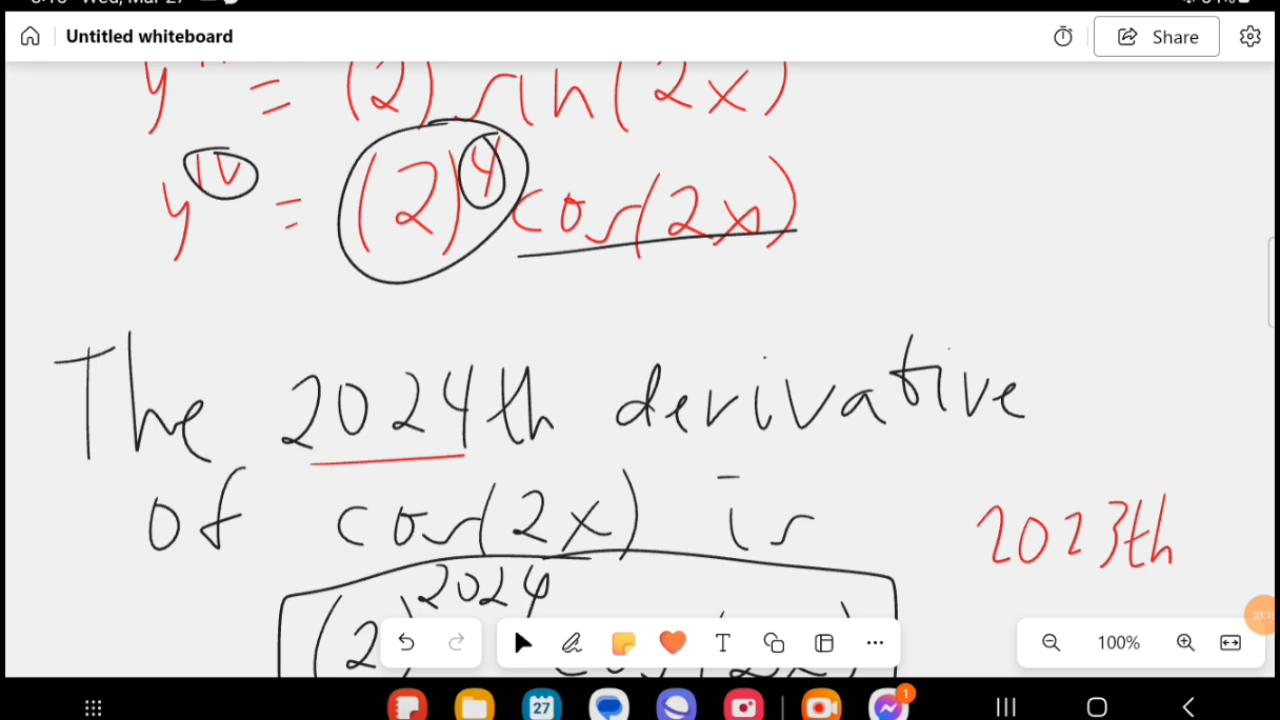 Untitled whiteboard
Share
= (2) sin(2x)
y^IV = (2)^4 cos(2x)
The 2024th derivative
of cos(2x) is
2023th
(2)^2024
100%
27
1